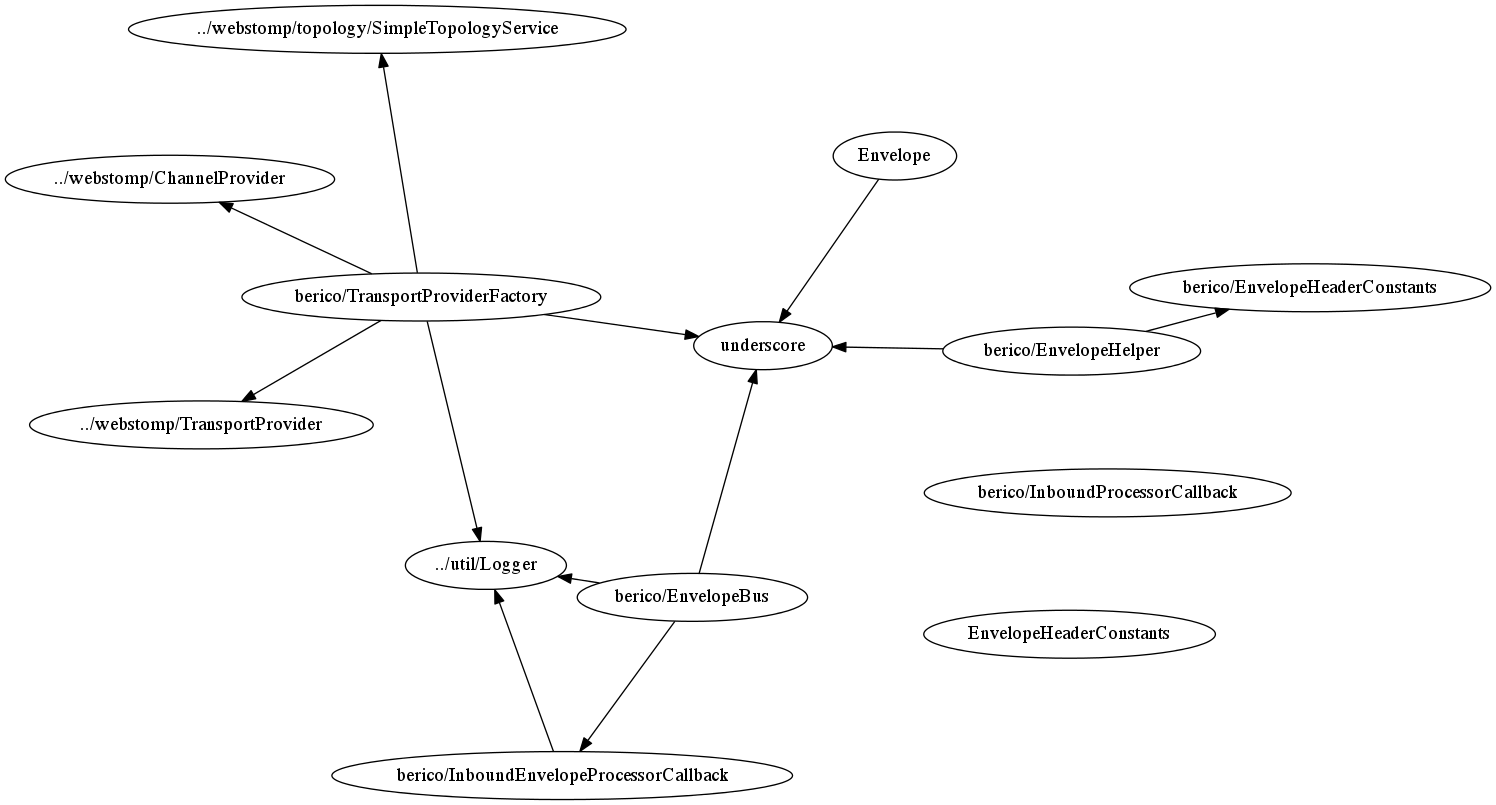 ../webstomp/topology/SimpleTopologyService
Envelope
../webstomp/ChannelProvider
berico/EnvelopeHeaderConstants
berico/TransportProviderFactory
underscore
berico/EnvelopeHelper
../webstomp/TransportProvider
berico/InboundProcessorCallback
../util/Logger
berico/EnvelopeBus
EnvelopeHeaderConstants
berico/InboundEnvelopeProcessorCallback